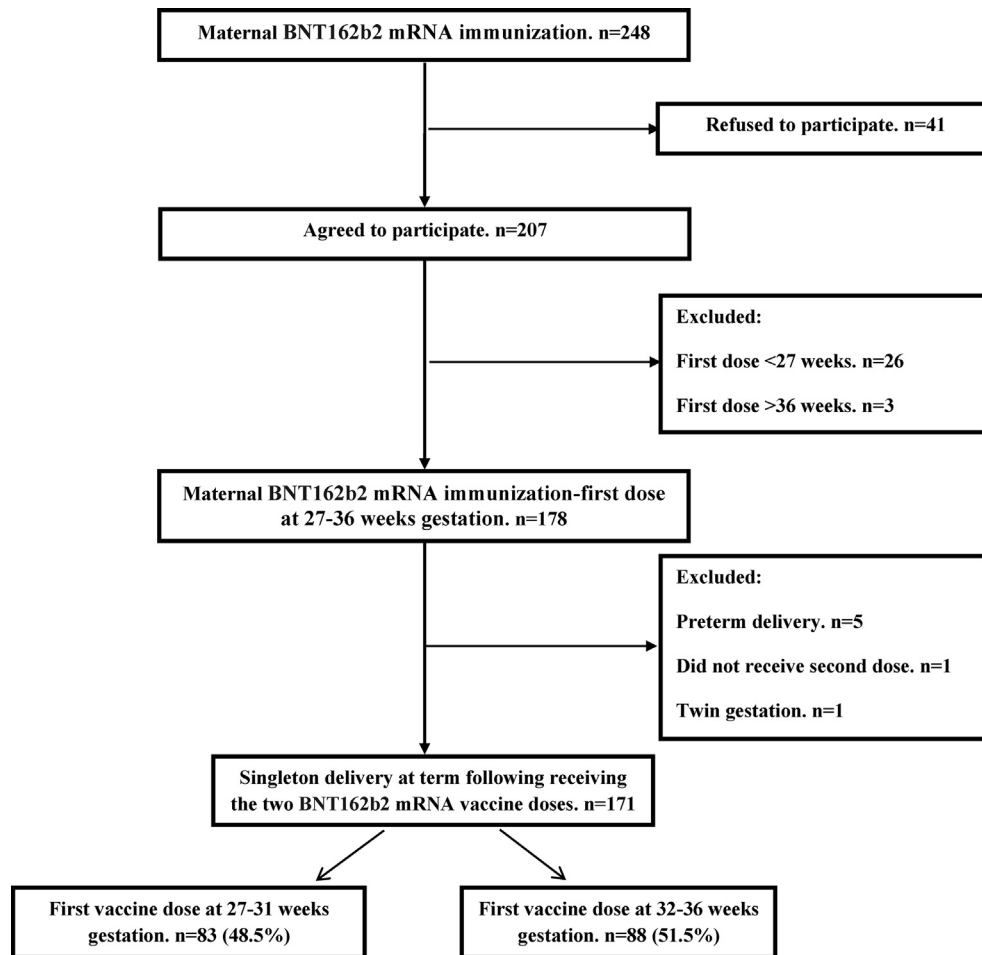 Maternal BNT162b2 mRNA immunization. n=248
Refused to participate. n=41
Agreed to participate. n=207
Excluded:
First dose <27 weeks. n=26
First dose >36 weeks. n=3
Maternal BNT162b2 mRNA immunization-first dose
at 27-36 weeks gestation. n=178
Excluded:
Preterm delivery. n=5
Did not receive second dose. n=1
Twin gestation. n=1
Singleton delivery at term following receiving
the two BNT162b2 mRNA vaccine doses. n=171
First vaccine dose at 27-31 weeks
gestation. n=83 (48.5%)
First vaccine dose at 32-36 weeks
gestation. n=88 (51.5%)